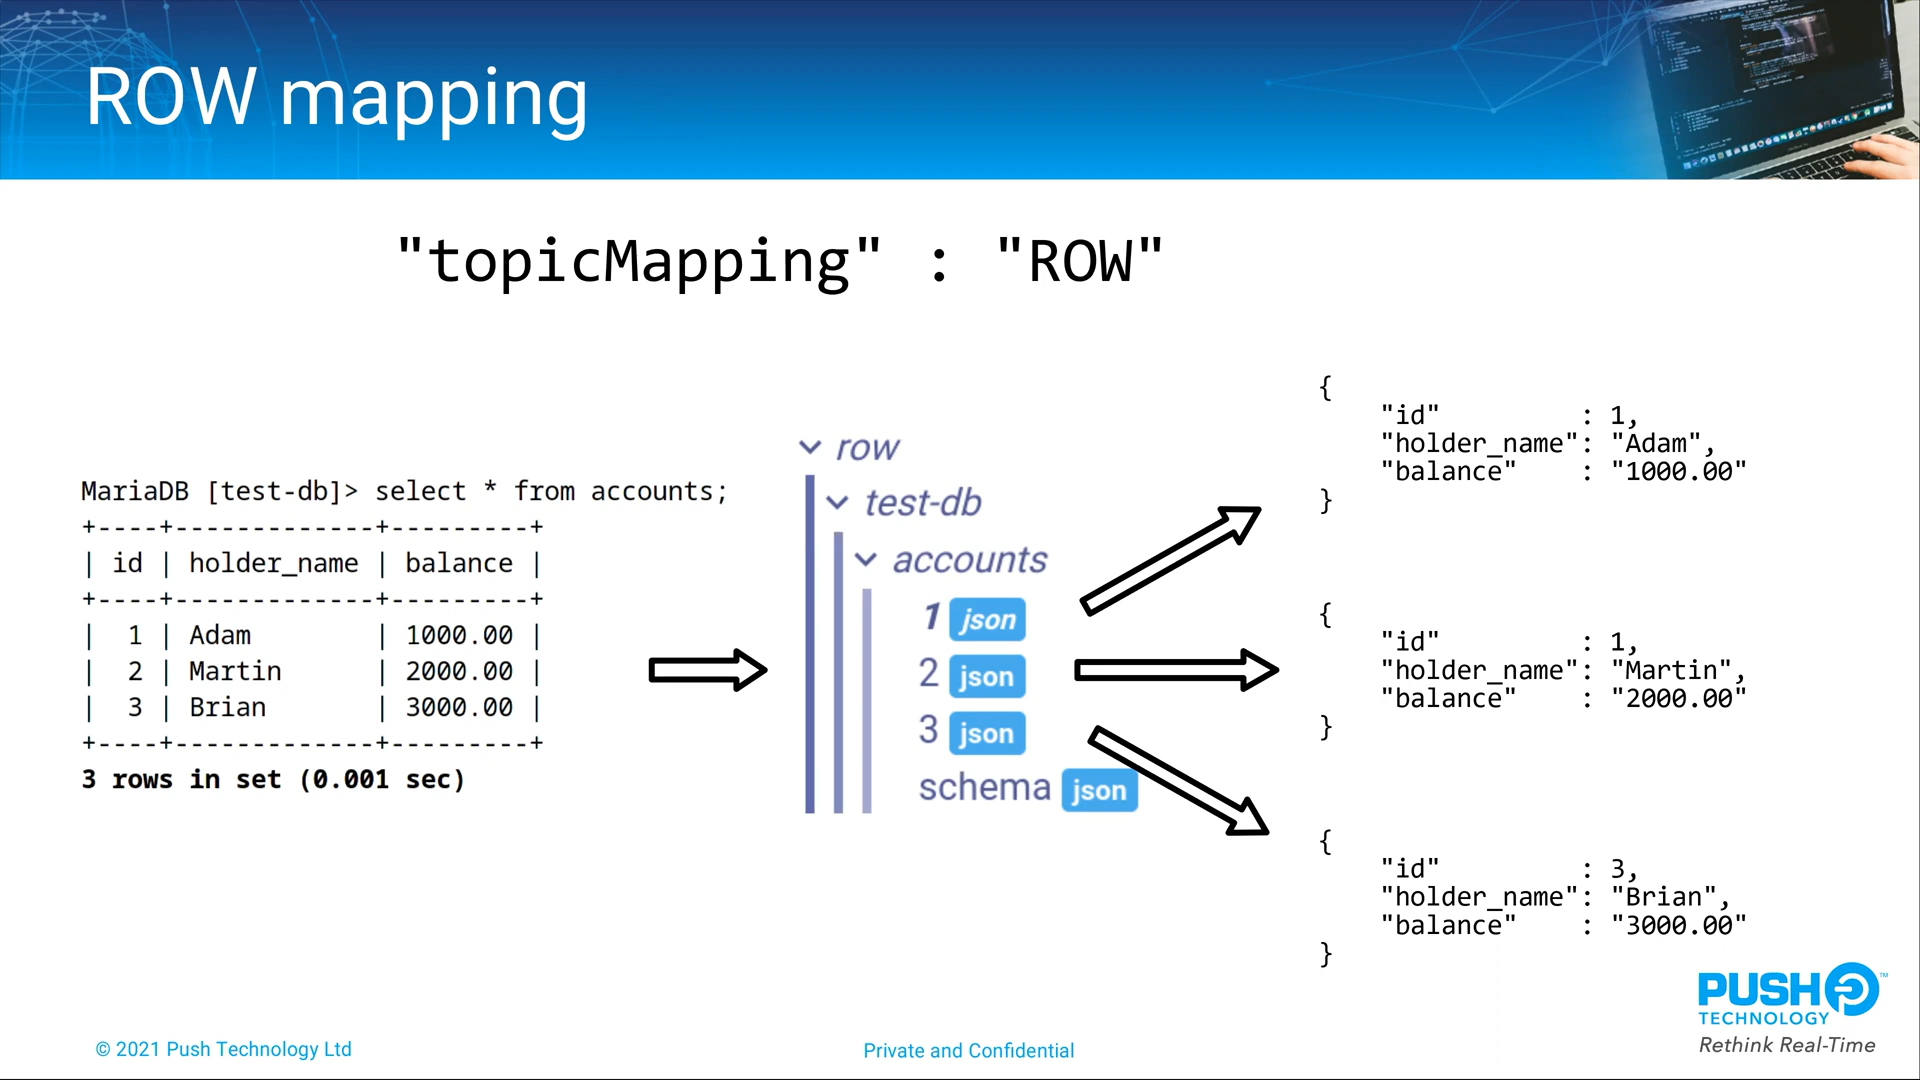 ROW mapping
"topicMapping" : "ROW"
MariaDB [test-db]> select * from accounts;
+----+-------------+---------+
| id | holder_name | balance |
+----+-------------+---------+
|  1 | Adam        | 1000.00 |
|  2 | Martin      | 2000.00 |
|  3 | Brian       | 3000.00 |
+----+-------------+---------+
3 rows in set (0.001 sec)
row
test-db
accounts
1 json
2 json
3 json
schema json
{
"id" : 1,
"holder_name": "Adam",
"balance" : "1000.00"
}
{
"id" : 1,
"holder_name": "Martin",
"balance" : "2000.00"
}
{
"id" : 3,
"holder_name": "Brian",
"balance" : "3000.00"
}
PUSH ™
TECHNOLOGY
Rethink Real-Time
© 2021 Push Technology Ltd
Private and Confidential